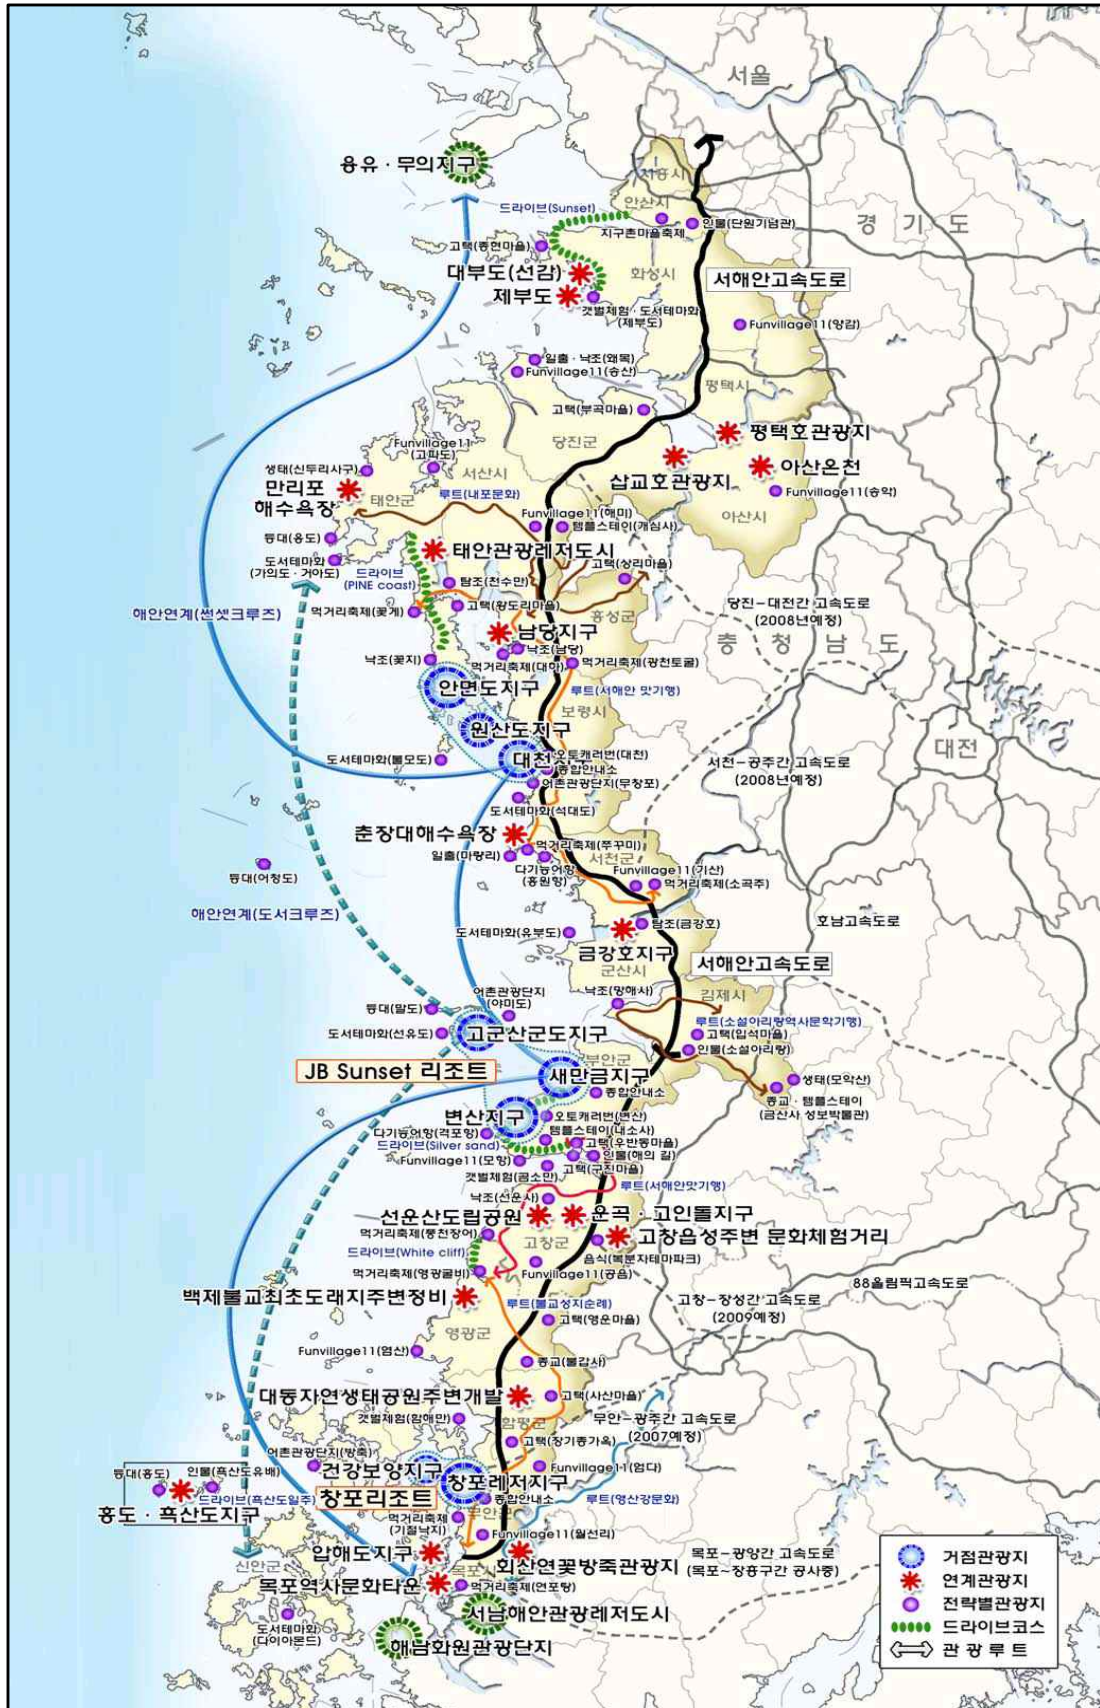 서울
용유 · 무의지구
시흥시
안산시
드라이브(Sunset)
인물(단원기념관)
지구촌마을축제
경 기 도
고택(종현마을)
대부도(선감)
화성시
서해안고속도로
제부도
갯벌체험 · 도서테마화
(제부도)
Funvillage11(양감)
일출 · 낙조(왜목)
Funvillage11(송산)
평택시
고택(부곡마을)
당진군
평택호관광지
Funvillage11
(고파도)
생태(신두리사구)
서산시
삽교호관광지
아산온천
만리포
해수욕장
태안군
루트(내포문화)
Funvillage11(송악)
Funvillage11(해미)
템플스테이(개심사)
아산시
등대(옹도)
태안관광레저도시
도서테마화
(가의도 · 거아도)
드라이브
(PINE coast)
탐조(천수만)
고택(상리마을)
해안연계(썬셋크루즈)
먹거리축제(꽃게)
고택(왕도리마을)
홍성군
당진-대전간 고속도로
(2008년예정)
충 청 남 도
남당지구
낙조(남당)
낙조(꽃지)
먹거리축제(대하)
먹거리축제(광천토굴)
안면도지구
루트(서해안 맛기행)
보령시
원산도지구
대천
오토캐러번(대천)
종합안내소
도서테마화(불모도)
서천-공주간 고속도로
(2008년예정)
대전
어촌관광단지(무창포)
도서테마화(석대도)
춘장대해수욕장
먹거리축제(쭈꾸미)
일출(마량리)
다기능어항
(홍원항)
서천군
Funvillage11(기산)
먹거리축제(소곡주)
등대(어청도)
해안연계(도서크루즈)
호남고속도로
탐조(금강호)
도서테마화(유부도)
금강호지구
서해안고속도로
군산시
낙조(망해사)
김제시
어촌관광단지
(야미도)
등대(말도)
도서테마화(선유도)
고군산군도지구
루트(소설아리랑역사문학기행)
고택(입석마을)
인물(소설아리랑)
JB Sunset 리조트
부안군
새만금지구
종합안내소
생태(모악산)
종교 · 템플스테이
(금산사 성보박물관)
변산지구
오토캐러번(변산)
다기능어항(격포항)
템플스테이(내소사)
드라이브(Silver sand)
고택(우반동마을)
Funvillage11(모항)
인물(해의 길)
갯벌체험(곰소만)
고택(구진마을)
루트(서해안맛기행)
낙조(선운사)
선운산도립공원
운곡 · 고인돌지구
먹거리축제(풍천장어)
고창군
고창읍성주변 문화체험거리
드라이브(White cliff)
음식(복분자테마파크)
먹거리축제(영광굴비)
Funvillage11(공음)
88올림픽고속도로
백제불교최초도래지주변정비
루트(불교성지순례)
고창-장성간 고속도로
(2009예정)
고택(영운마을)
영광군
Funvillage11(염산)
종교(불갑사)
대동자연생태공원주변개발
고택(사산마을)
갯벌체험(함해만)
함평군
무안-광주간 고속도로
(2007예정)
고택(장기종가옥)
어촌관광단지(방축)
건강보양지구
Funvillage11(엄다)
등대(홍도)
인물(흑산도유배)
창포레저지구
드라이브(흑산도일주)
창포리조트
종합안내소
루트(영산강문화)
홍도 · 흑산도지구
무안군
먹거리축제
(기절낙지)
Funvillage11(월선리)
압해도지구
회산연꽃방죽관광지
목포-광양간 고속도로
(목포~장흥구간 공사중)
신안군
목포시
목포역사문화타운
먹거리축제(연포탕)
서남해안관광레저도시
도서테마화
(다이아몬드)
해남화원관광단지
거점관광지
연계관광지
전략별관광지
드라이브코스
관 광 루 트